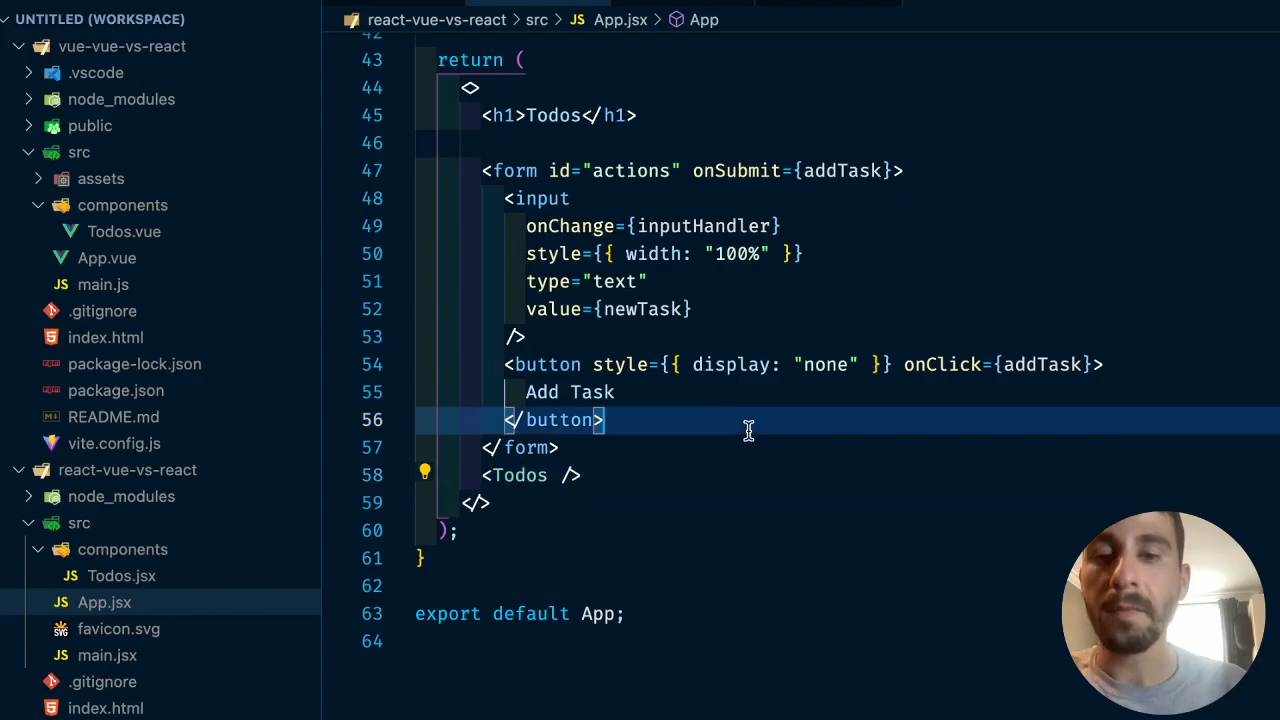 UNTITLED (WORKSPACE)
vue-vue-vs-react
.vscode
node_modules
public
src
assets
components
Todos.vue
App.vue
main.js
.gitignore
index.html
package-lock.json
package.json
README.md
vite.config.js
react-vue-vs-react
node_modules
src
components
JS Todos.jsx
JS App.jsx
favicon.svg
JS main.jsx
.gitignore
index.html
react-vue-vs-react > src > JS App.jsx > App
42
43 return (
44 <>
45 <h1>Todos</h1>
46
47 <form id="actions" onSubmit={addTask}>
48 <input
49 onChange={inputHandler}
50 style={{ width: "100%" }}
51 type="text"
52 value={newTask}
53 />
54 <button style={{ display: "none" }} onClick={addTask}>
55 Add Task
56 </button>
57 </form>
58 <Todos />
59 </>
60 );
61 }
62
63 export default App;
64